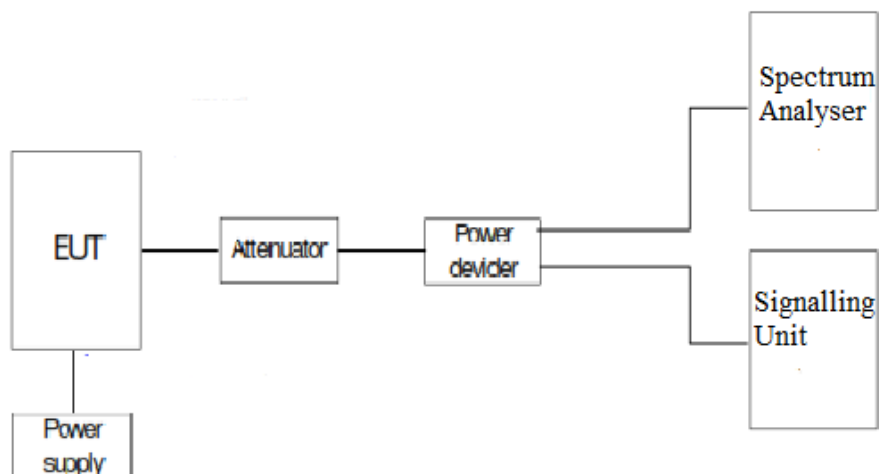 Spectrum
Analyser
EUT
Attenuator
Power
devider
Signalling
Unit
Power
supply